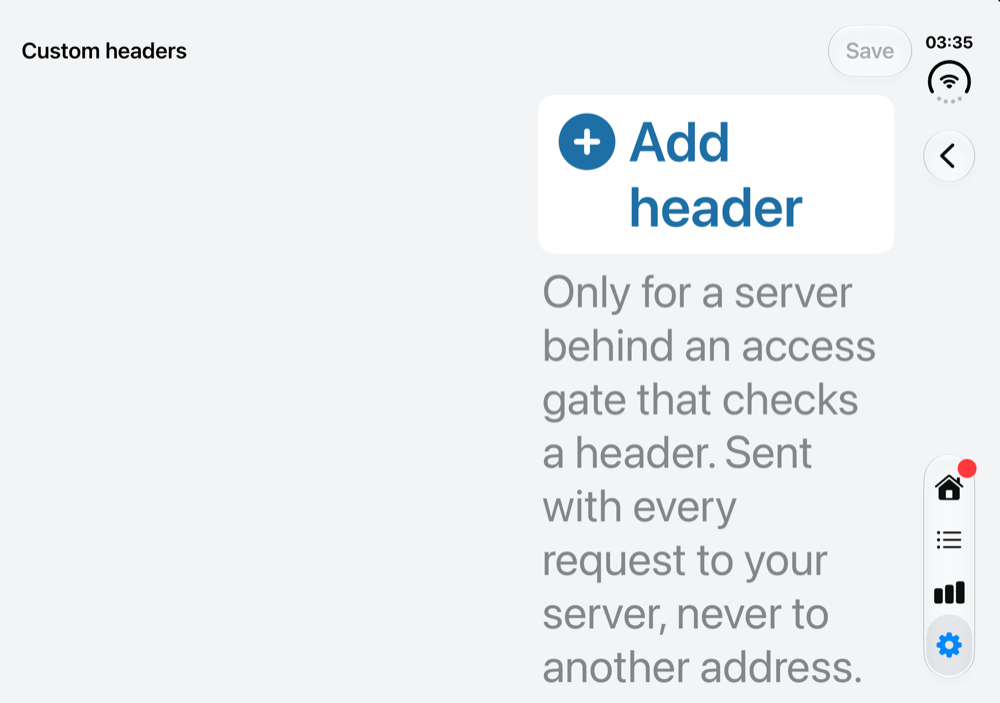 Custom headers
Save
03:35
Add
header
Only for a server
behind an access
gate that checks
a header. Sent
with every
request to your
server, never to
another address.